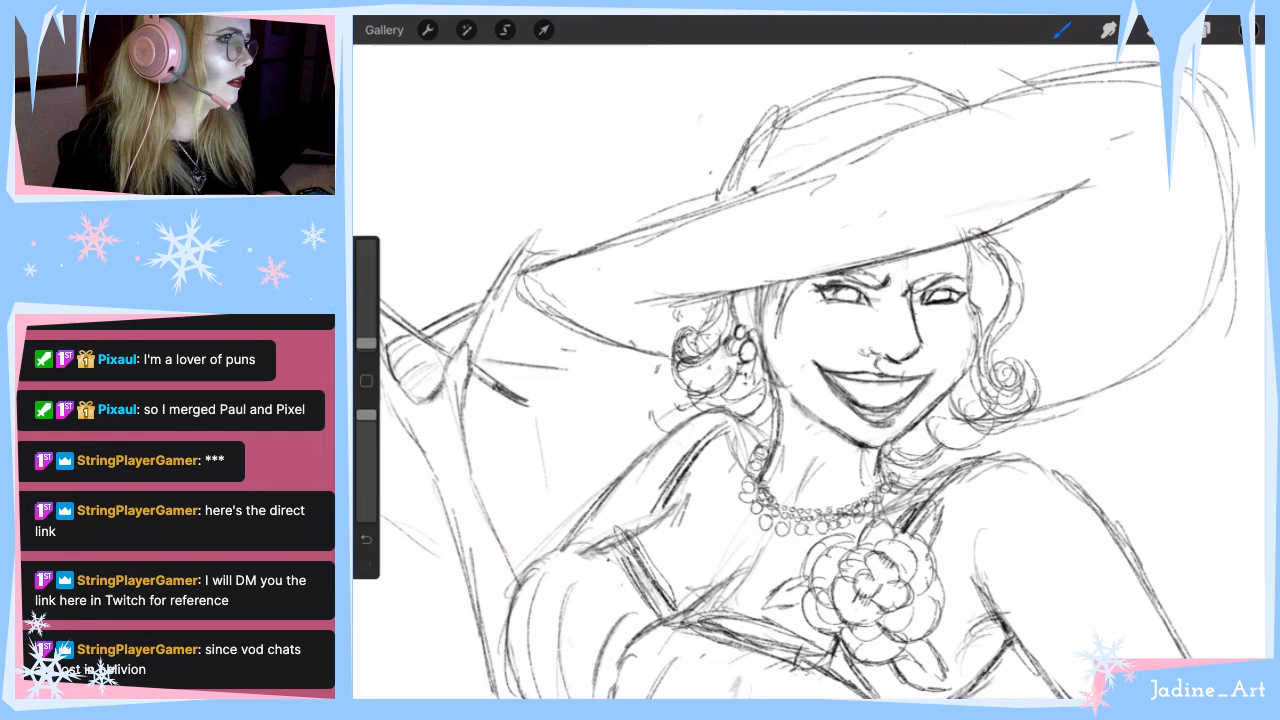 Gallery
Pixaul: I'm a lover of puns
Pixaul: so I merged Paul and Pixel
StringPlayerGamer: ***
StringPlayerGamer: here's the direct
link
StringPlayerGamer: I will DM you the
link here in Twitch for reference
StringPlayerGamer: since vod chats
in oblivion
Jadine_Art